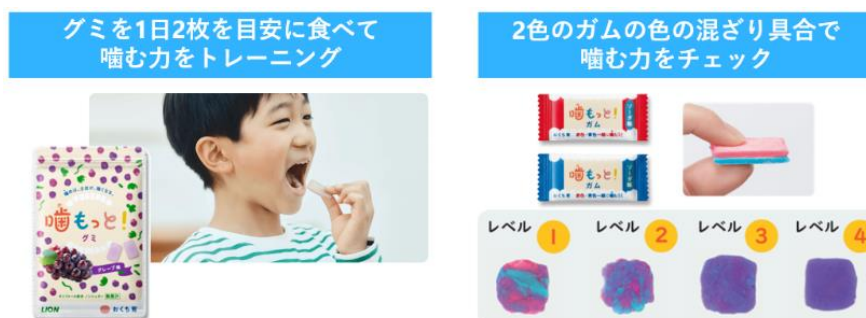 グミを1日2枚を目安に食べて
噛む力をトレーニング
噛もっと!
グミ
グレープ味
LION
おくち育
2色のガムの色の混ざり具合で
噛む力をチェック
噛もっと!
ガム
噛もっと!
ガム
レベル 1
レベル 2
レベル 3
レベル 4